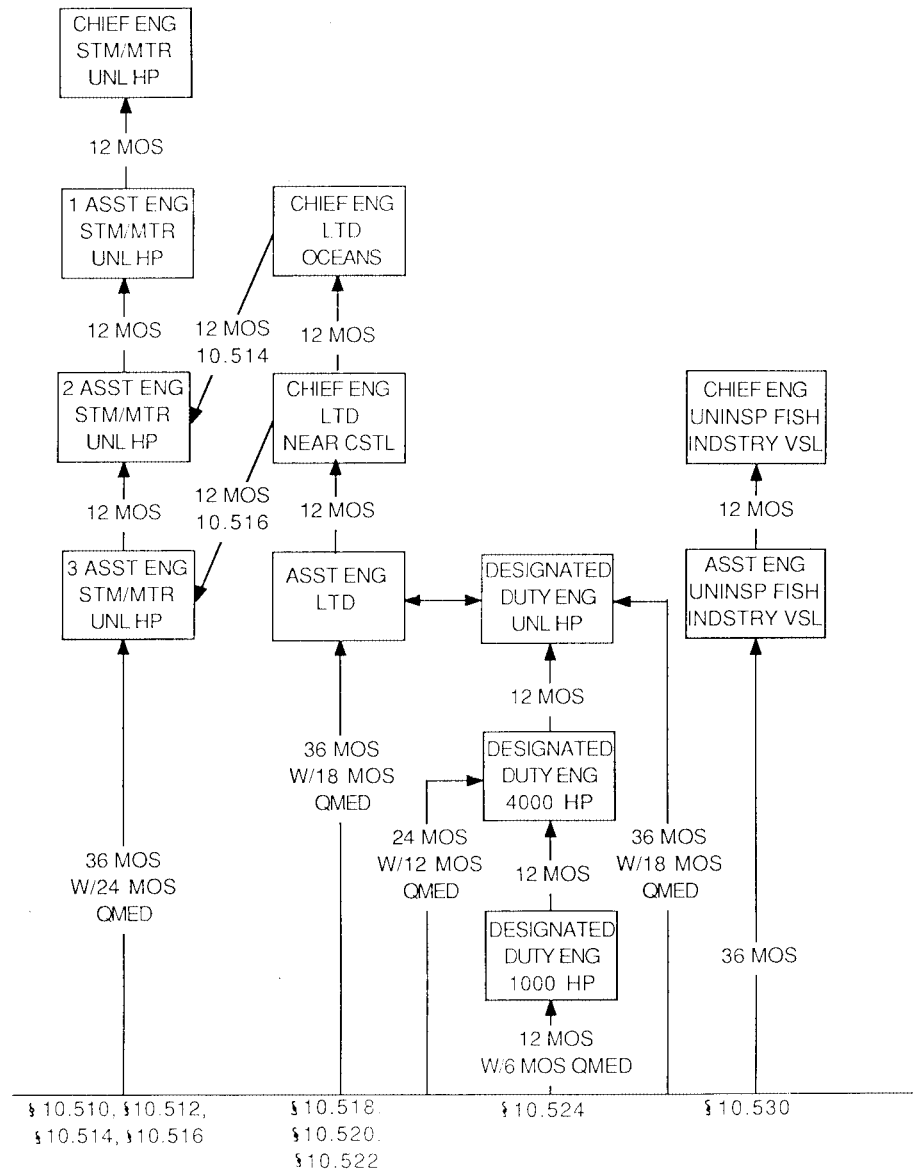 CHIEF ENG
STM/MTR
UNL HP
12 MOS
1 ASST ENG
STM/MTR
UNL HP
12 MOS
2 ASST ENG
STM/MTR
UNL HP
12 MOS
3 ASST ENG
STM/MTR
UNL HP
36 MOS
W/24 MOS
QMED
§ 10.510, § 10.512,
§ 10.514, § 10.516
CHIEF ENG
LTD
OCEANS
12 MOS
10.514
12 MOS
CHIEF ENG
LTD
NEAR CSTL
12 MOS
10.516
12 MOS
ASST ENG
LTD
36 MOS
W/18 MOS
QMED
§ 10.518.
§ 10.520.
§ 10.522
DESIGNATED
DUTY ENG
UNL HP
12 MOS
DESIGNATED
DUTY ENG
4000 HP
24 MOS
W/12 MOS
QMED
12 MOS
36 MOS
W/18 MOS
QMED
DESIGNATED
DUTY ENG
1000 HP
12 MOS
W/6 MOS QMED
§ 10.524
CHIEF ENG
UNINSP FISH
INDSTRY VSL
12 MOS
ASST ENG
UNINSP FISH
INDSTRY VSL
36 MOS
§ 10.530